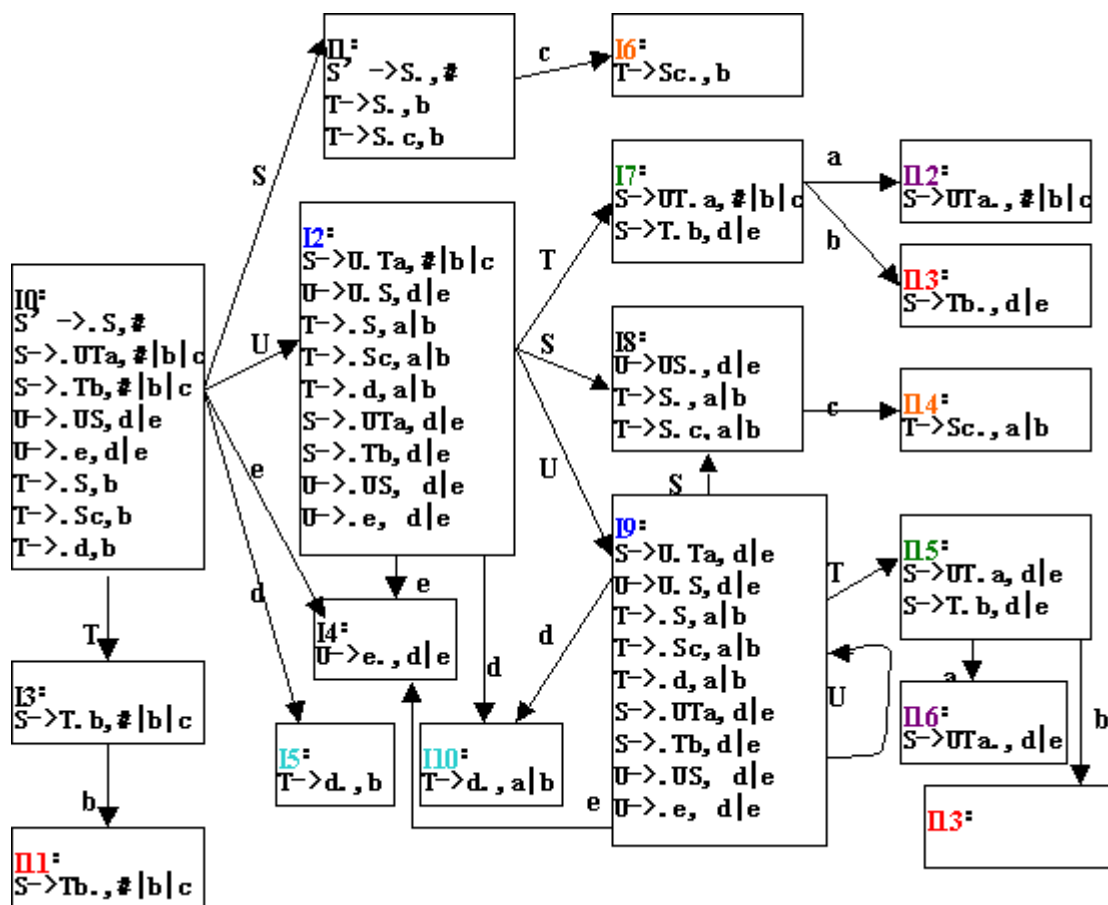 I0:
S' ->.S,#
S->.UTa,#|b|c
S->.Tb,#|b|c
U->.US,d|e
U->.e,d|e
T->.S,b
T->.Sc,b
T->.d,b
S
U
e
d
T
I1:
S' ->S.,#
T->S.,b
T->S.c,b
c
I6:
T->Sc.,b
I2:
S->U.Ta,#|b|c
U->U.S,d|e
T->.S,a|b
T->.Sc,a|b
T->.d,a|b
S->.UTa,d|e
S->.Tb,d|e
U->.US, d|e
U->.e, d|e
T
S
U
e
d
I7:
S->UT.a,#|b|c
S->T.b,d|e
a
b
I12:
S->UTa.,#|b|c
I13:
S->Tb.,d|e
I8:
U->US.,d|e
T->S.,a|b
T->S.c,a|b
c
I14:
T->Sc.,a|b
I3:
S->T.b,#|b|c
b
I11:
S->Tb.,#|b|c
I4:
U->e.,d|e
I5:
T->d.,b
I10:
T->d.,a|b
I9:
S->U.Ta,d|e
U->U.S,d|e
T->.S,a|b
T->.Sc,a|b
T->.d,a|b
S->.UTa,d|e
S->.Tb,d|e
U->.US, d|e
U->.e, d|e
S
d
e
T
U
I15:
S->UT.a,d|e
S->T.b,d|e
a
b
I16:
S->UTa.,d|e
I13: